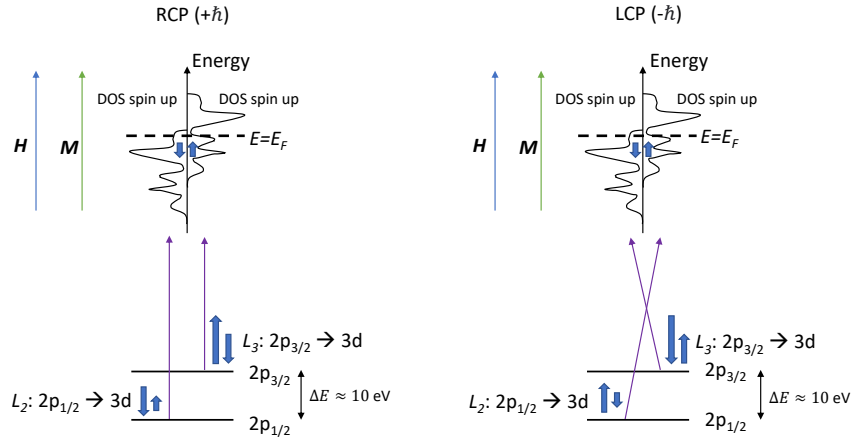 RCP (+ℏ)
Energy
DOS spin up
DOS spin up
E=E_F
H
M
L₃: 2p₃/₂ → 3d
2p₃/₂
L₂: 2p₁/₂ → 3d
ΔE ≈ 10 eV
2p₁/₂
LCP (-ℏ)
Energy
DOS spin up
DOS spin up
E=E_F
H
M
L₃: 2p₃/₂ → 3d
2p₃/₂
L₂: 2p₁/₂ → 3d
ΔE ≈ 10 eV
2p₁/₂